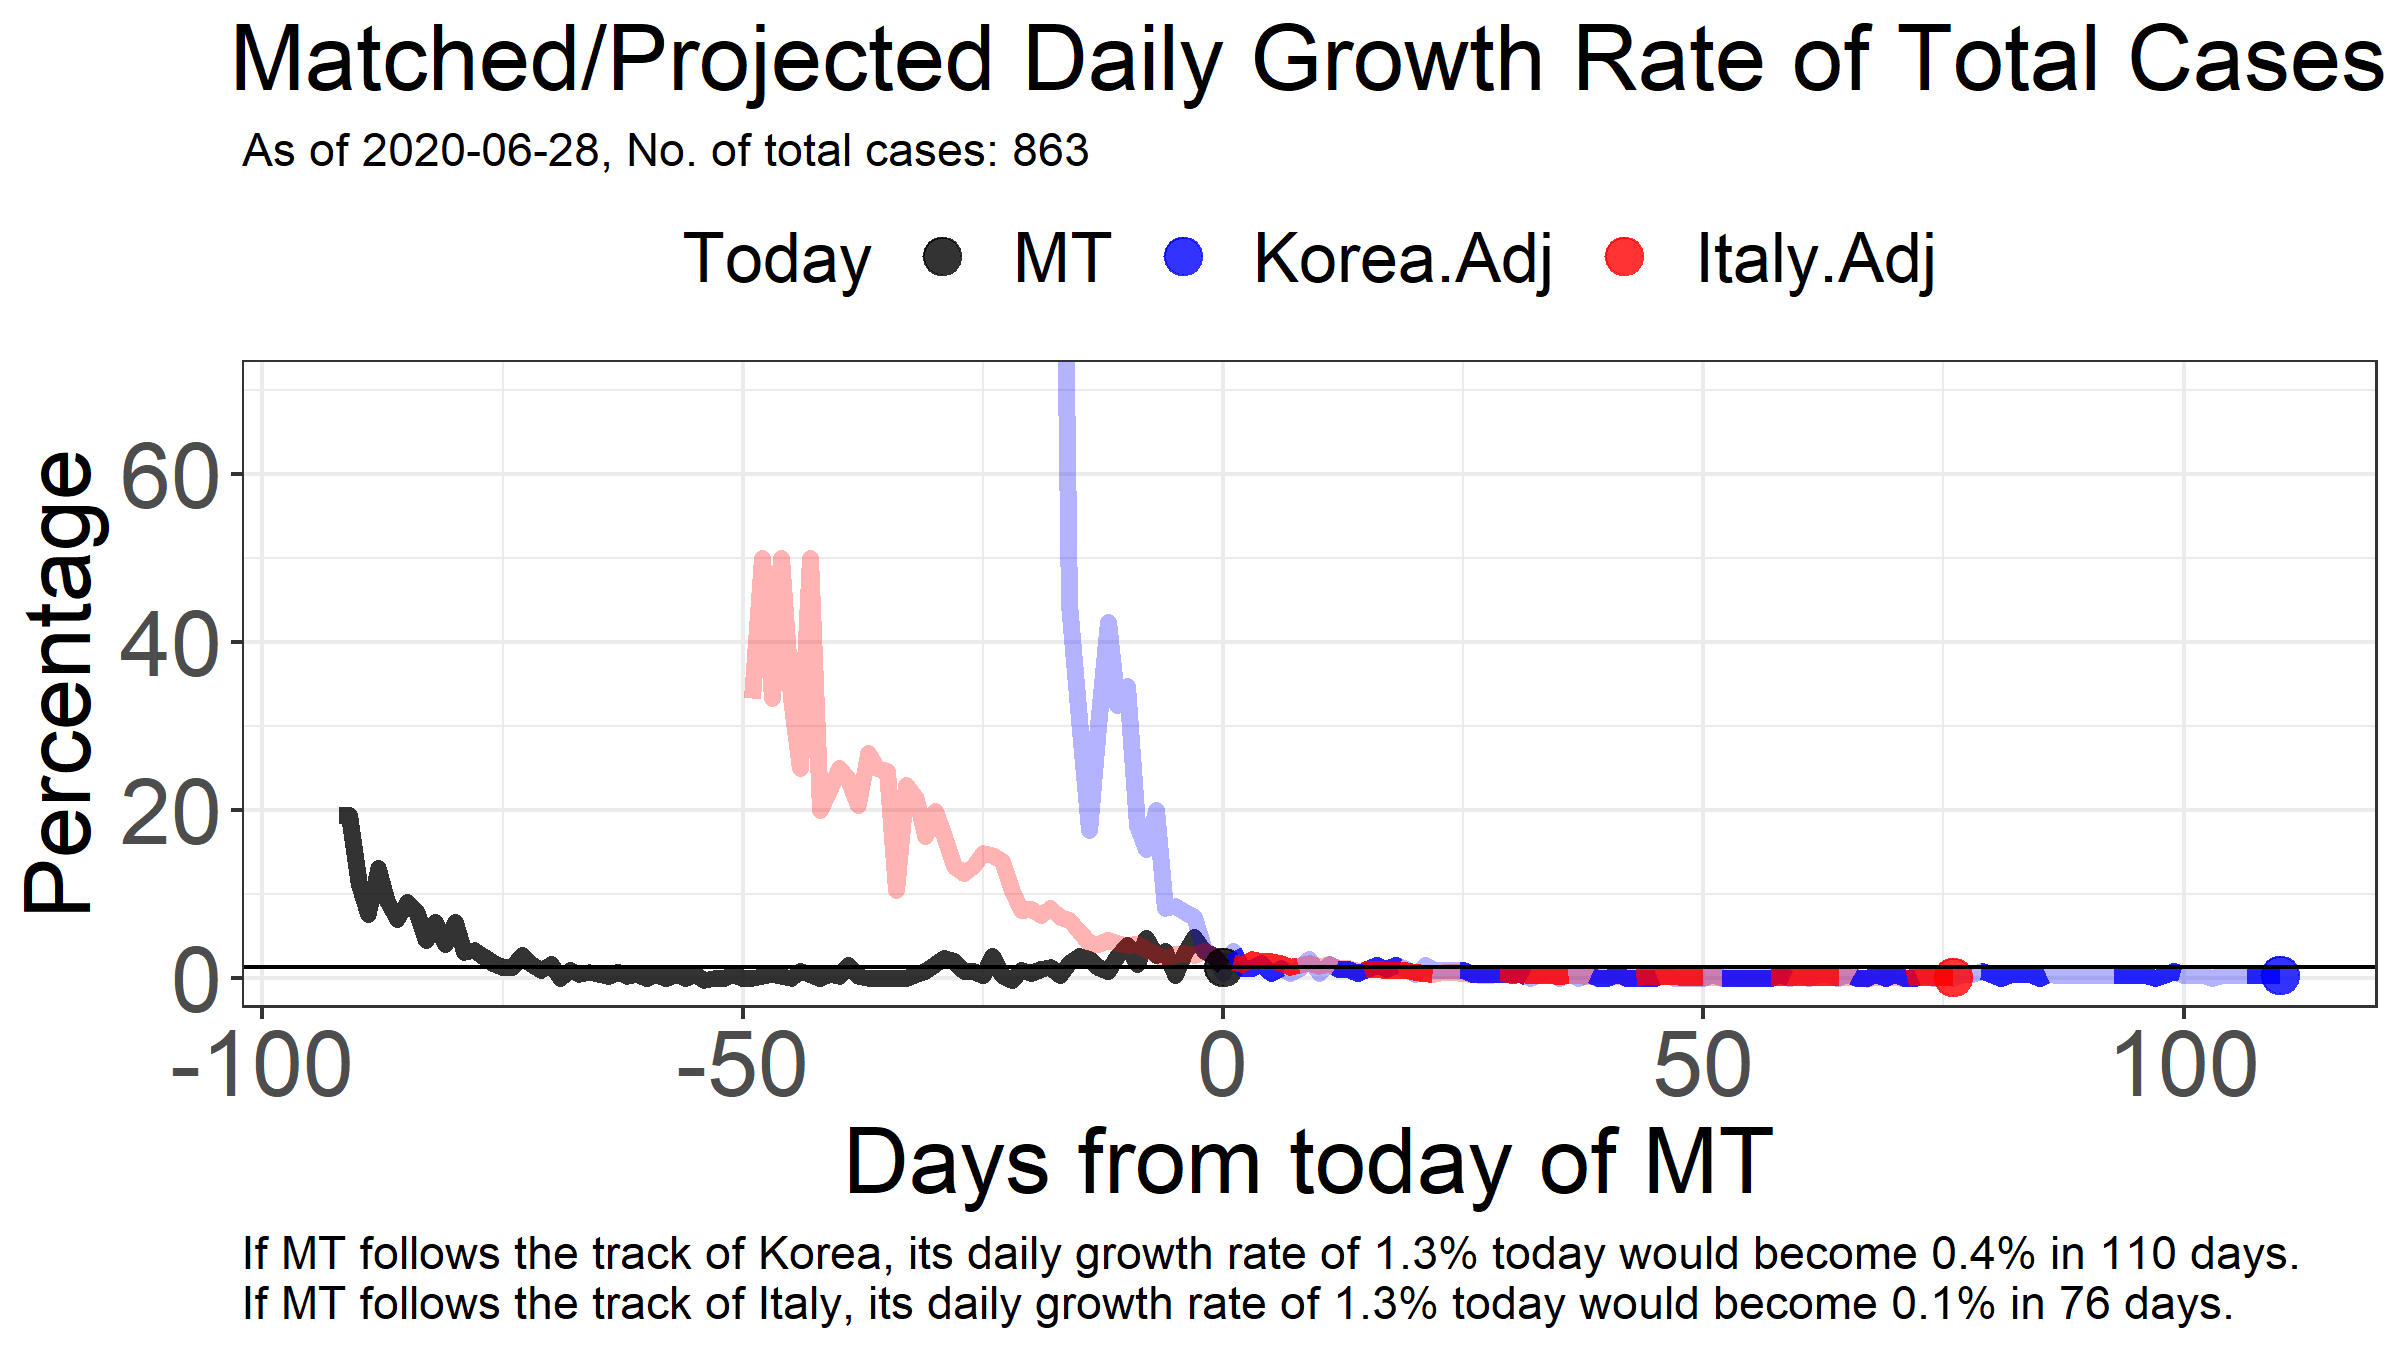 Matched/Projected Daily Growth Rate of Total Cases
As of 2020-06-28, No. of total cases: 863
Today MT Korea.Adj Italy.Adj
Percentage
60
40
20
0
-100 -50 0 50 100
Days from today of MT
If MT follows the track of Korea, its daily growth rate of 1.3% today would become 0.4% in 110 days.
If MT follows the track of Italy, its daily growth rate of 1.3% today would become 0.1% in 76 days.